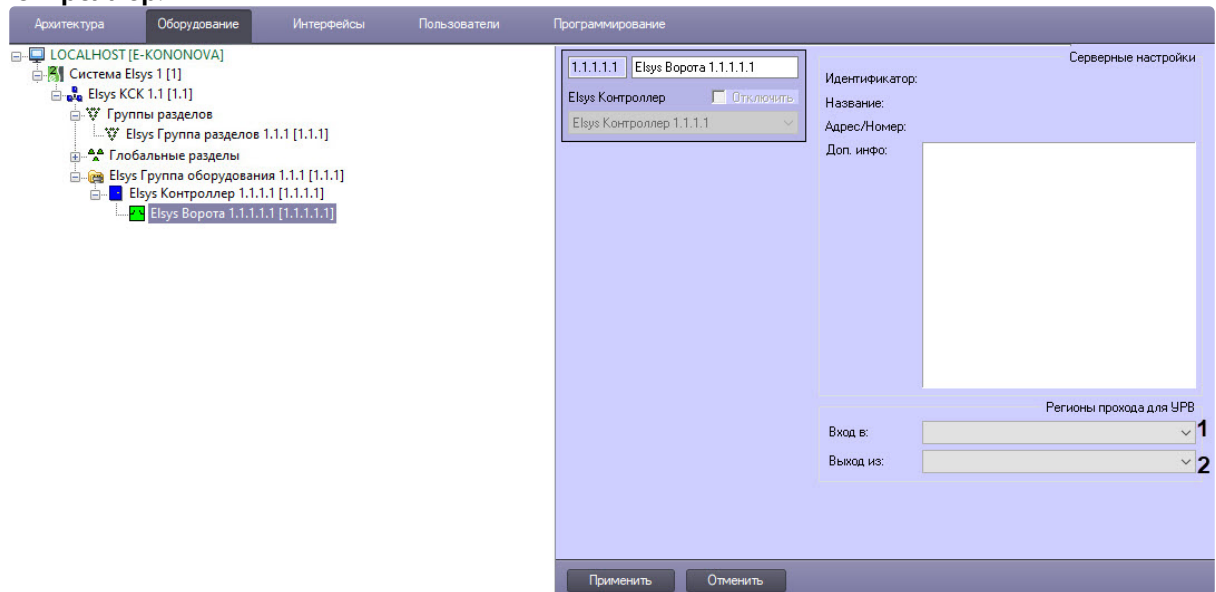 Архитектура Оборудование Интерфейсы Пользователи Программирование
LOCALHOST [E-KONONOVA]
Система Elsys 1 [1]
Elsys КСК 1.1 [1.1]
Группы разделов
Elsys Группа разделов 1.1.1 [1.1.1]
Глобальные разделы
Elsys Группа оборудования 1.1.1 [1.1.1]
Elsys Контроллер 1.1.1.1 [1.1.1.1]
Elsys Ворота 1.1.1.1.1 [1.1.1.1.1]
1.1.1.1.1 Elsys Ворота 1.1.1.1.1
Elsys Контроллер Отключить
Elsys Контроллер 1.1.1.1
Серверные настройки
Идентификатор:
Название:
Адрес/Номер:
Доп. инфо:
Регионы прохода для УРВ
Вход в: 1
Выход из: 2
Применить Отменить